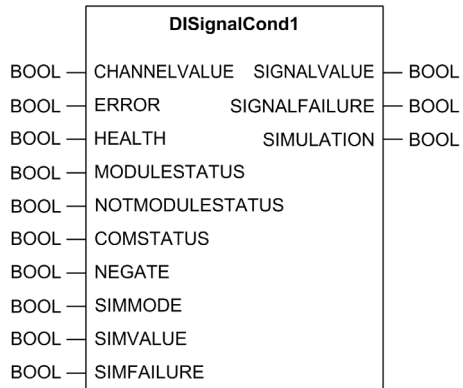 DISignalCond1
BOOL CHANNELVALUE SIGNALVALUE BOOL
BOOL ERROR SIGNALFAILURE BOOL
BOOL HEALTH SIMULATION BOOL
BOOL MODULESTATUS
BOOL NOTMODULESTATUS
BOOL COMSTATUS
BOOL NEGATE
BOOL SIMMODE
BOOL SIMVALUE
BOOL SIMFAILURE